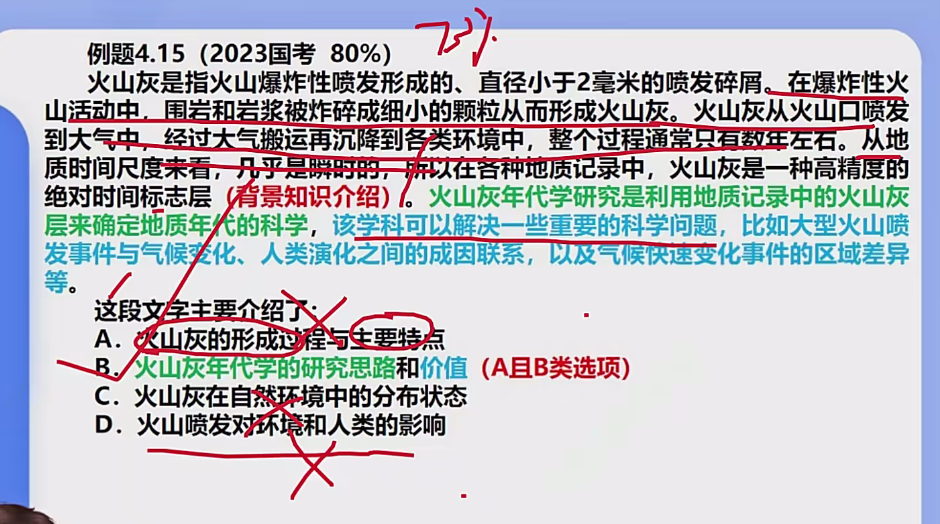 73%
例题4.15（2023国考 80%）
火山灰是指火山爆炸性喷发形成的、直径小于2毫米的喷发碎屑。在爆炸性火
山活动中，围岩和岩浆被炸碎成细小的颗粒从而形成火山灰。火山灰从火山口喷发
到大气中，经过大气搬运再沉降到各类环境中，整个过程通常只有数年左右。从地
质时间尺度来看，几乎是瞬时的，所以在各种地质记录中，火山灰是一种高精度的
绝对时间标志层（背景知识介绍）。火山灰年代学研究是利用地质记录中的火山灰
层来确定地质年代的科学，该学科可以解决一些重要的科学问题，比如大型火山喷
发事件与气候变化、人类演化之间的成因联系，以及气候快速变化事件的区域差异
等。
这段文字主要介绍了：
A．火山灰的形成过程与主要特点
B．火山灰年代学的研究思路和价值（A且B类选项）
C．火山灰在自然环境中的分布状态
D．火山喷发对环境和人类的影响